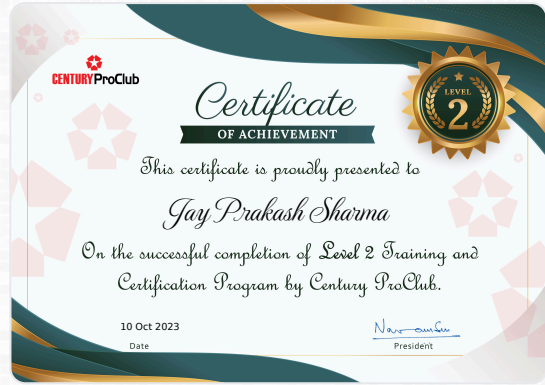 CENTURY ProClub
Certificate
OF ACHIEVEMENT
LEVEL
2
This certificate is proudly presented to
Jay Prakash Sharma
On the successful completion of Level 2 Training and
Certification Program by Century ProClub.
10 Oct 2023
Date
President